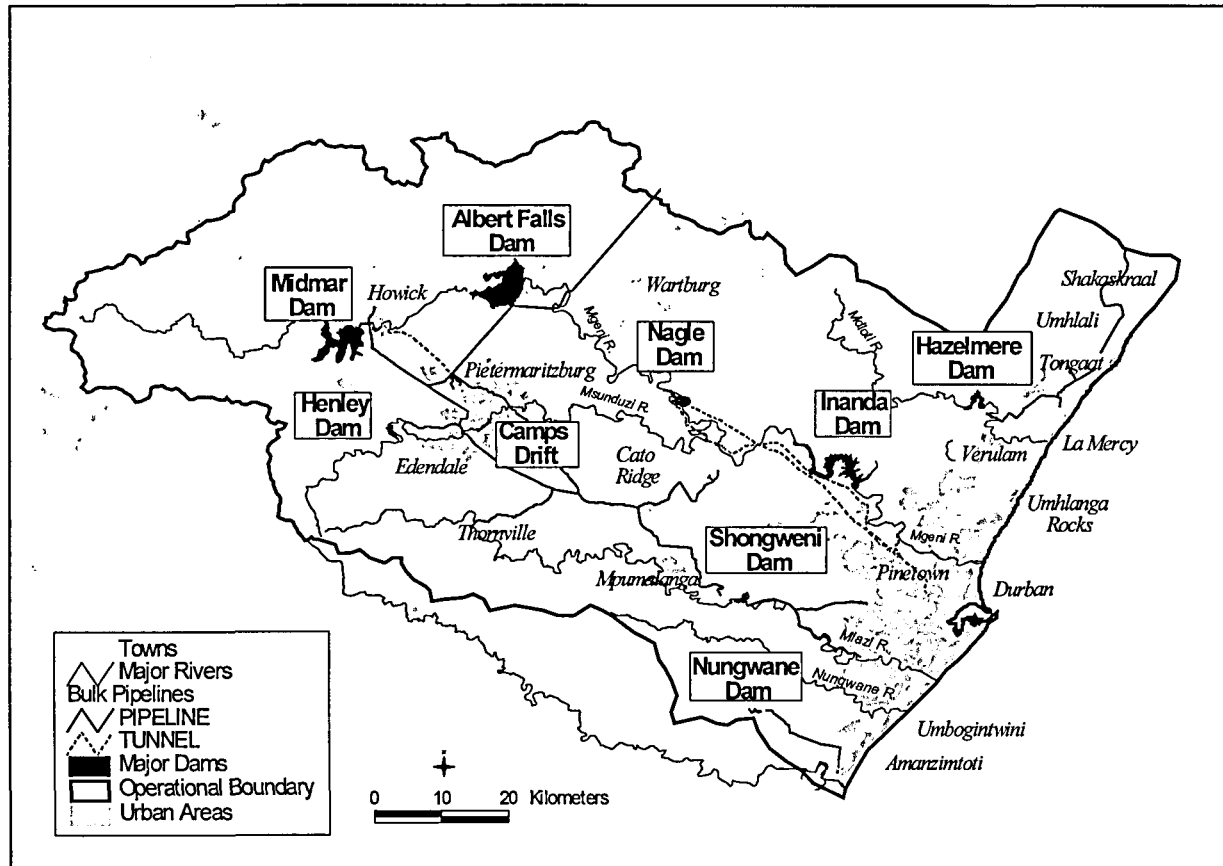 Albert Falls
Dam
Midmar
Dam
Howick
Wartburg
Shakaskraal
Umhlali
Mgeni R.
Nagle
Dam
Mdloti R.
Hazelmere
Dam
Tongaat
Pietermaritzburg
Henley
Dam
Msunduzi R.
Inanda
Dam
Camps
Drift
Cato
Ridge
Edendale
Verulam
La Mercy
Umhlanga
Rocks
Thornville
Shongweni
Dam
Mgeni R.
Mpumalanga
Pinetown
Durban
Mlazi R.
Nungwane
Dam
Nungwane R.
Umbogintwini
Amanzimtoti
Towns
Major Rivers
Bulk Pipelines
PIPELINE
TUNNEL
Major Dams
Operational Boundary
Urban Areas
0 10 20 Kilometers